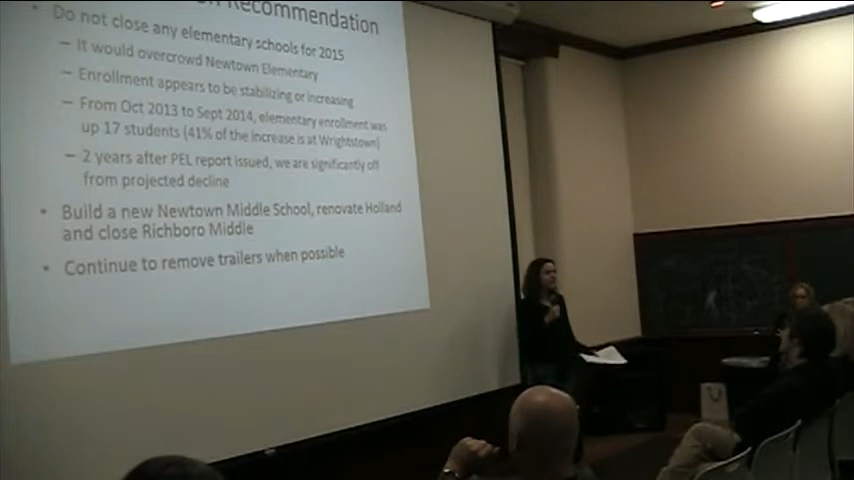 Recommendation
• Do not close any elementary schools for 2015
– It would overcrowd Newtown Elementary
– Enrollment appears to be stabilizing or increasing
– From Oct 2013 to Sept 2014, elementary enrollment was
up 17 students (41% of the increase is at Wrightstown)
– 2 years after PEL report issued, we are significantly off
from projected decline
• Build a new Newtown Middle School, renovate Holland
and close Richboro Middle
• Continue to remove trailers when possible